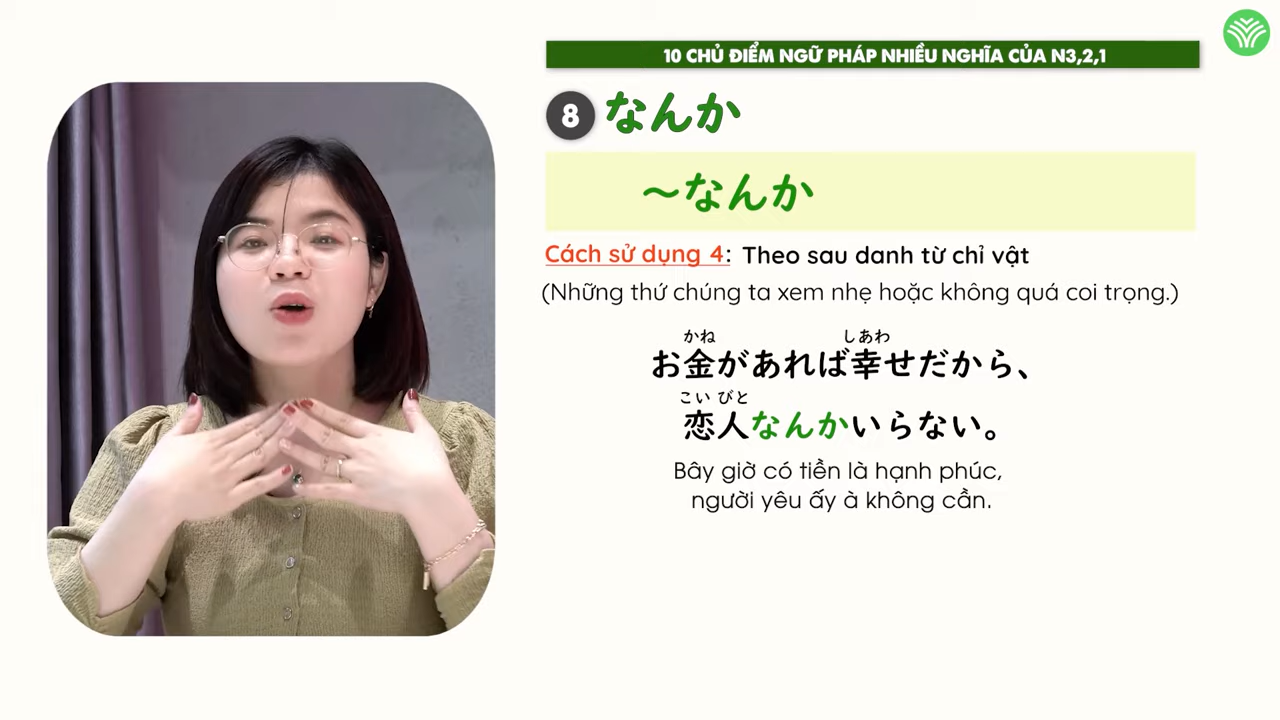 10 CHỦ ĐIỂM NGỮ PHÁP NHIỀU NGHĨA CỦA N3,2,1
8 なんか
～なんか
Cách sử dụng 4: Theo sau danh từ chỉ vật
(Những thứ chúng ta xem nhẹ hoặc không quá coi trọng.)
かね しあわ
お金があれば幸せだから、
こい びと
恋人なんかいらない。
Bây giờ có tiền là hạnh phúc,
người yêu ấy à không cần.